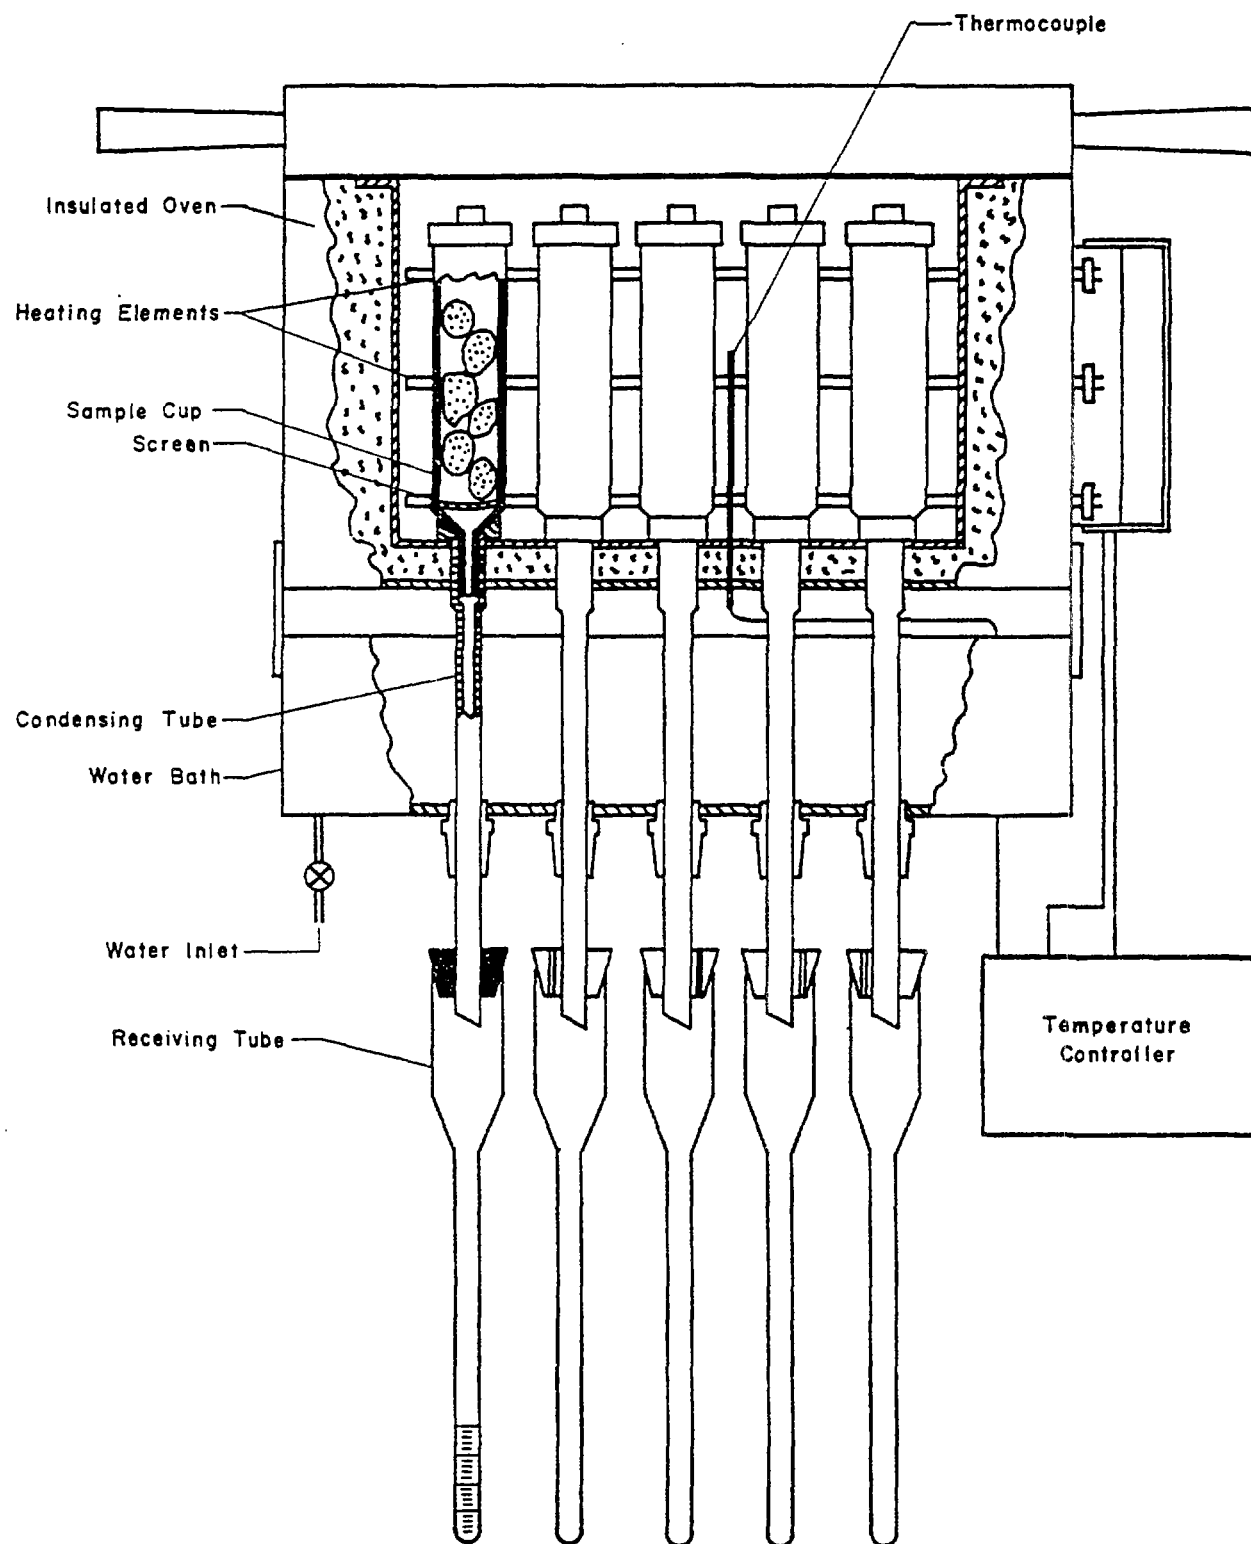 Thermocouple
Insulated Oven
Heating Elements
Sample Cup
Screen
Condensing Tube
Water Bath
Water Inlet
Receiving Tube
Temperature
Controller